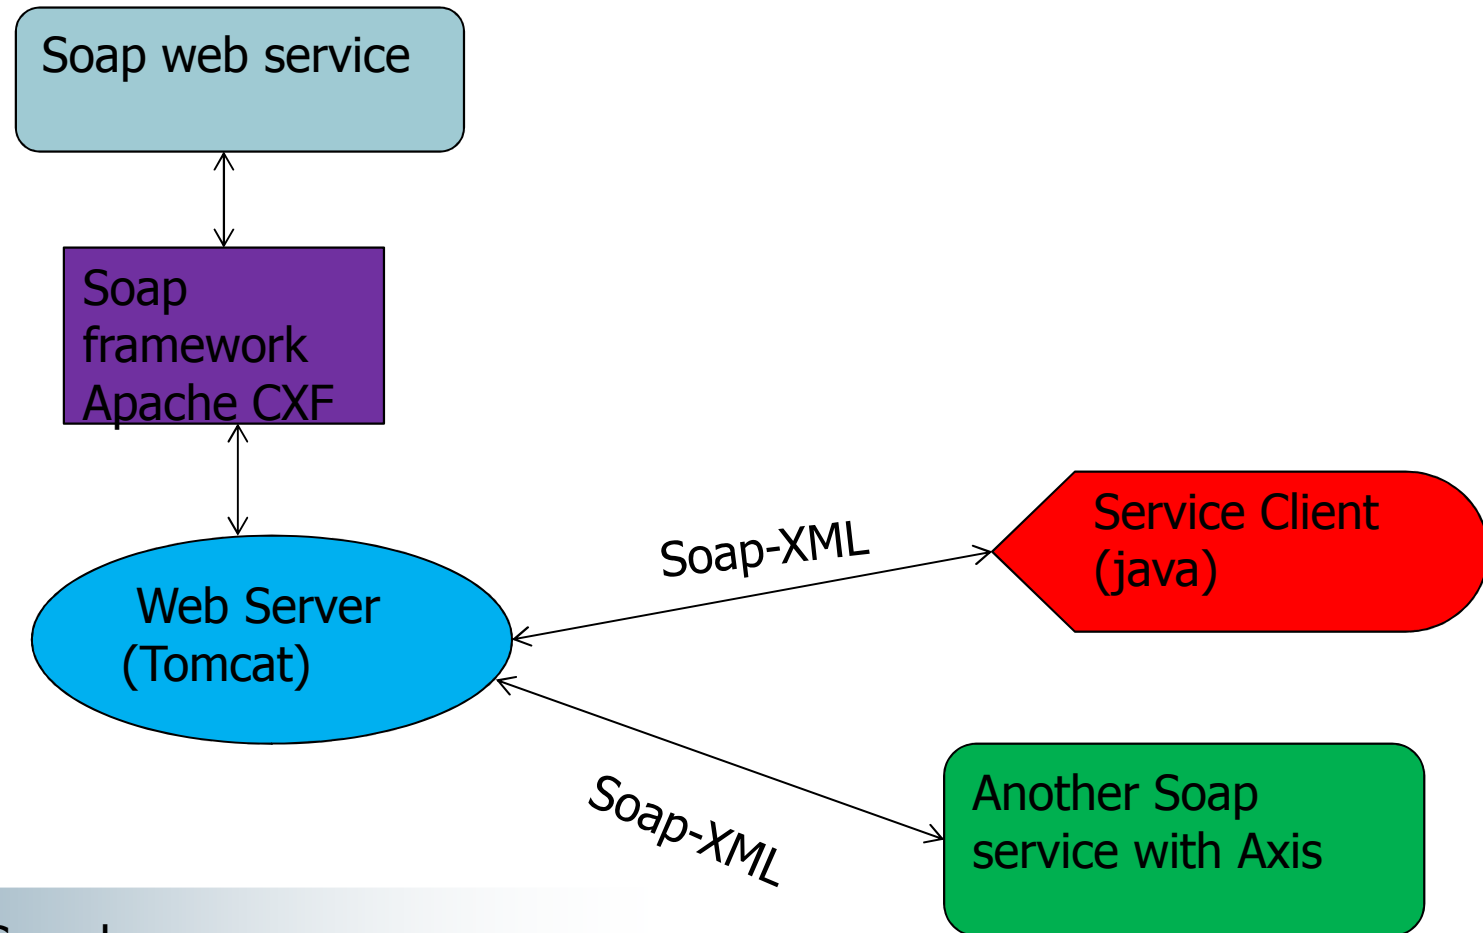 Soap web service
Soap
framework
Apache CXF
Web Server
(Tomcat)
Soap-XML
Service Client
(java)
Soap-XML
Another Soap
service with Axis